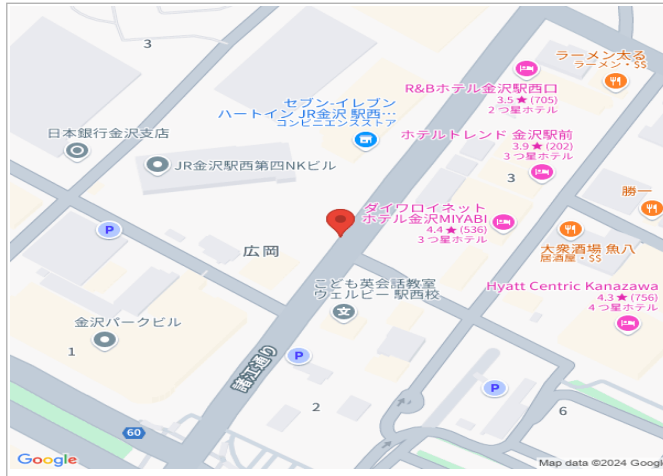 3
ラーメン太る
ラーメン・$$
R&Bホテル金沢駅西口
3.5★(705)
2つ星ホテル
セブン-イレブン
ハートイン JR金沢 駅西…
コンビニエンスストア
日本銀行金沢支店
JR金沢駅西第四NKビル
ホテルトレンド 金沢駅前
3.9★(202)
3つ星ホテル
3
勝一
ダイワロイネット
ホテル金沢MIYABI
4.4★(536)
3つ星ホテル
P
広岡
大衆酒場 魚八
居酒屋・$$
こども英会話教室
ウェルビー 駅西校
文
Hyatt Centric Kanazawa
4.3★(756)
4つ星ホテル
金沢パークビル
1
P
諸江通り
P
2
6
60
Google
Map data ©2024 Googl